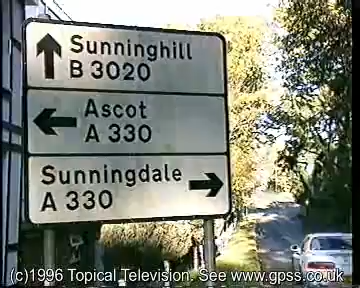 Sunninghill
B 3020
Ascot
A 330
Sunningdale
A 330
(c)1996 Topical Television. See www.gpss.co.uk